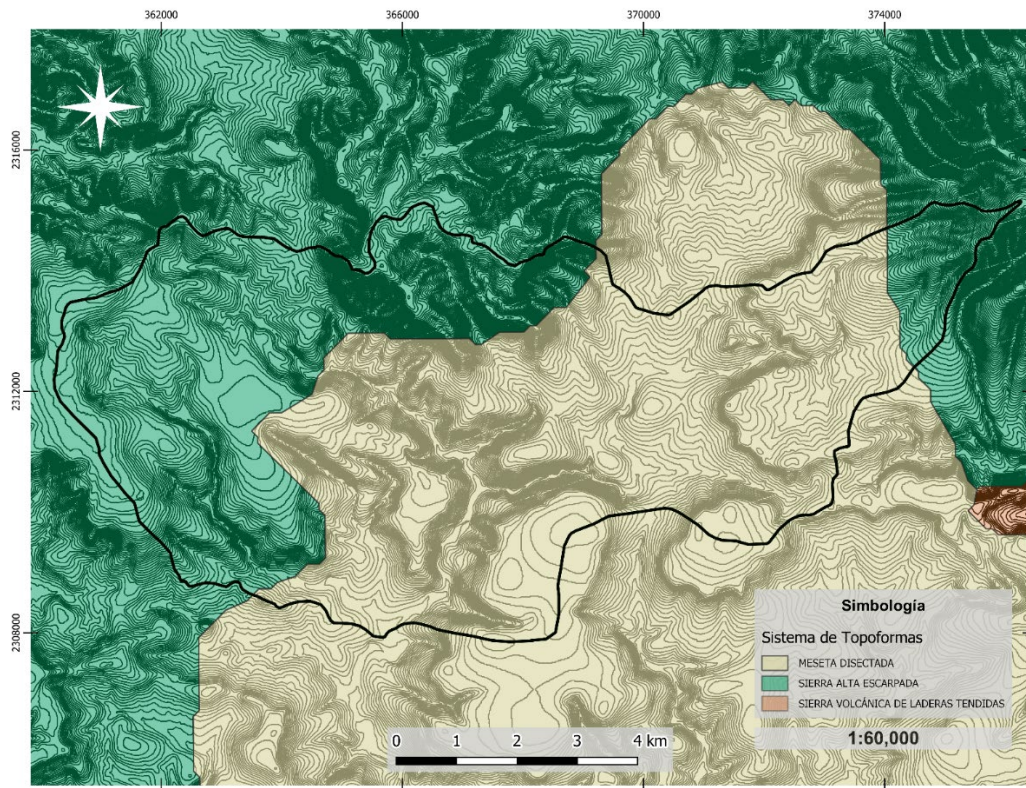 362000 366000 370000 374000
2316000
2312000
2308000
Simbología
Sistema de Topoformas
MESETA DISECTADA
SIERRA ALTA ESCARPADA
SIERRA VOLCÁNICA DE LADERAS TENDIDAS
1:60,000
0 1 2 3 4 km